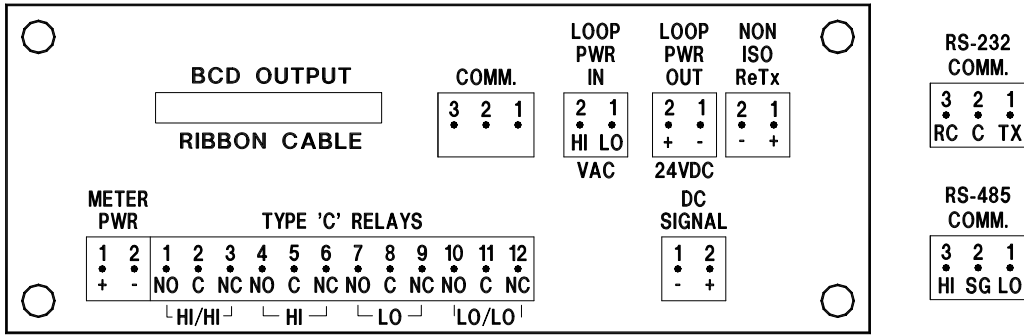 BCD OUTPUT
RIBBON CABLE
COMM.
3 2 1
LOOP
PWR
IN
2 1
HI LO
VAC
LOOP
PWR
OUT
2 1
+ -
24VDC
NON
ISO
ReTx
2 1
- +
METER
PWR
1 2
+ -
TYPE 'C' RELAYS
1 2 3 4 5 6 7 8 9 10 11 12
NO C NC NO C NC NO C NC NO C NC
HI/HI HI LO LO/LO
DC
SIGNAL
1 2
- +
RS-232
COMM.
3 2 1
RC C TX
RS-485
COMM.
3 2 1
HI SG LO